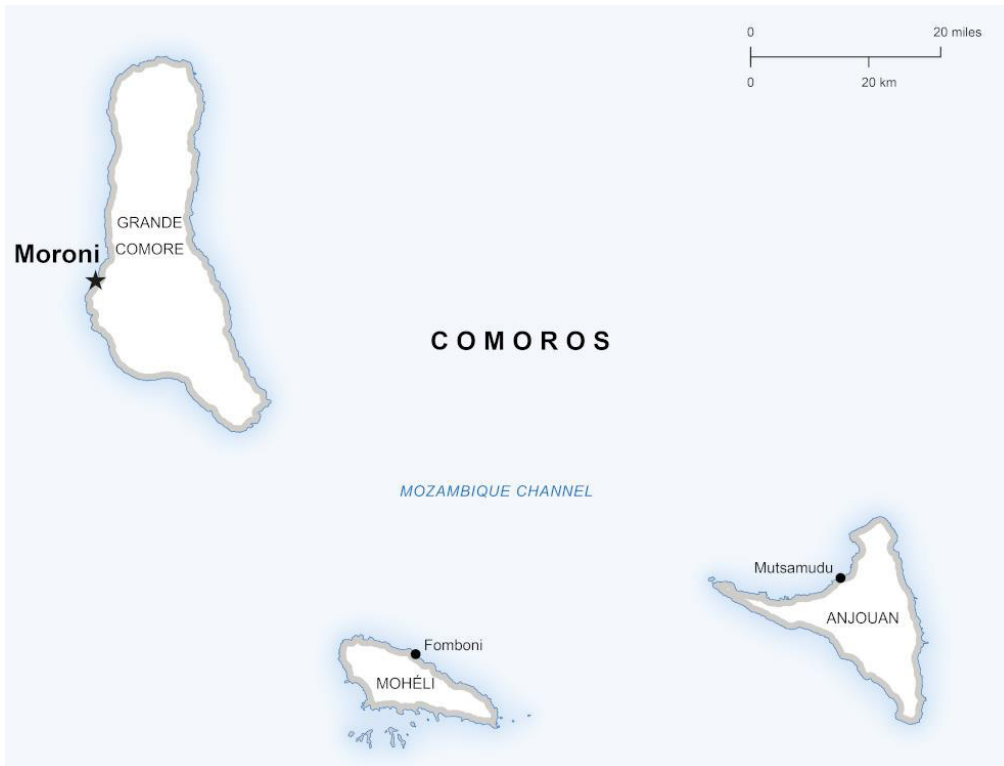 0 20 miles
0 20 km
GRANDE
COMORE
Moroni
COMOROS
MOZAMBIQUE CHANNEL
Mutsamudu
ANJOUAN
Fomboni
MOHÉLI